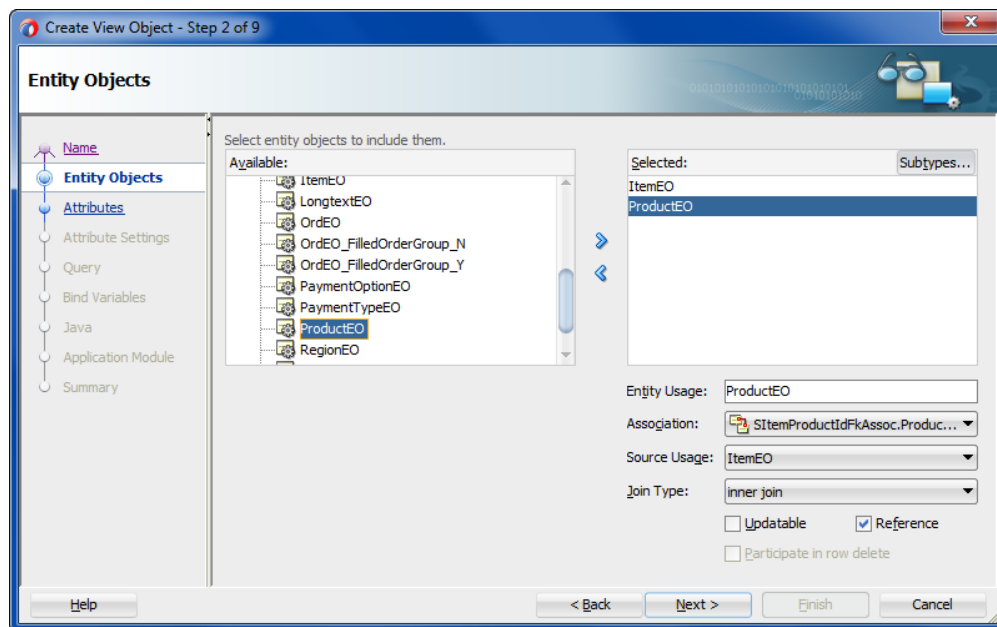 Create View Object - Step 2 of 9
Entity Objects
Name
Entity Objects
Attributes
Attribute Settings
Query
Bind Variables
Java
Application Module
Summary
Select entity objects to include them.
Available:
ItemEO
LongtextEO
OrdEO
OrdEO_FilledOrderGroup_N
OrdEO_FilledOrderGroup_Y
PaymentOptionEO
PaymentTypeEO
ProductEO
RegionEO
Selected:
Subtypes...
ItemEO
ProductEO
Entity Usage: ProductEO
Association: SItemProductIdFkAssoc.Produc...
Source Usage: ItemEO
Join Type: inner join
Updatable Reference
Participate in row delete
Help < Back Next > Finish Cancel